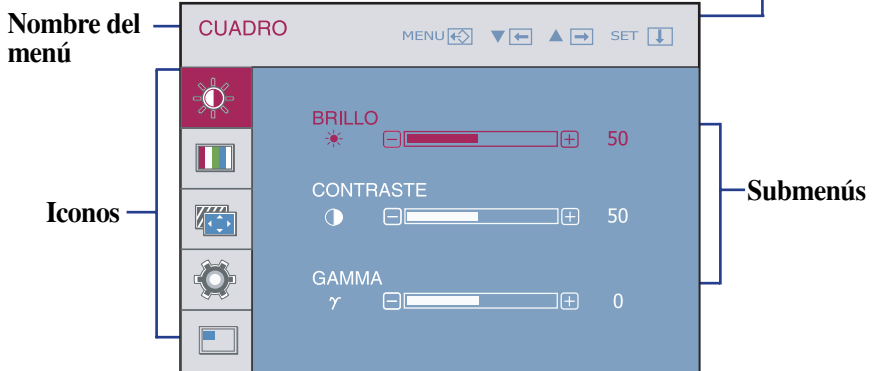 Nombre del
menú
CUADRO
MENU ▼ ▲ SET
BRILLO
50
CONTRASTE
50
Iconos
Submenús
GAMMA
γ 0